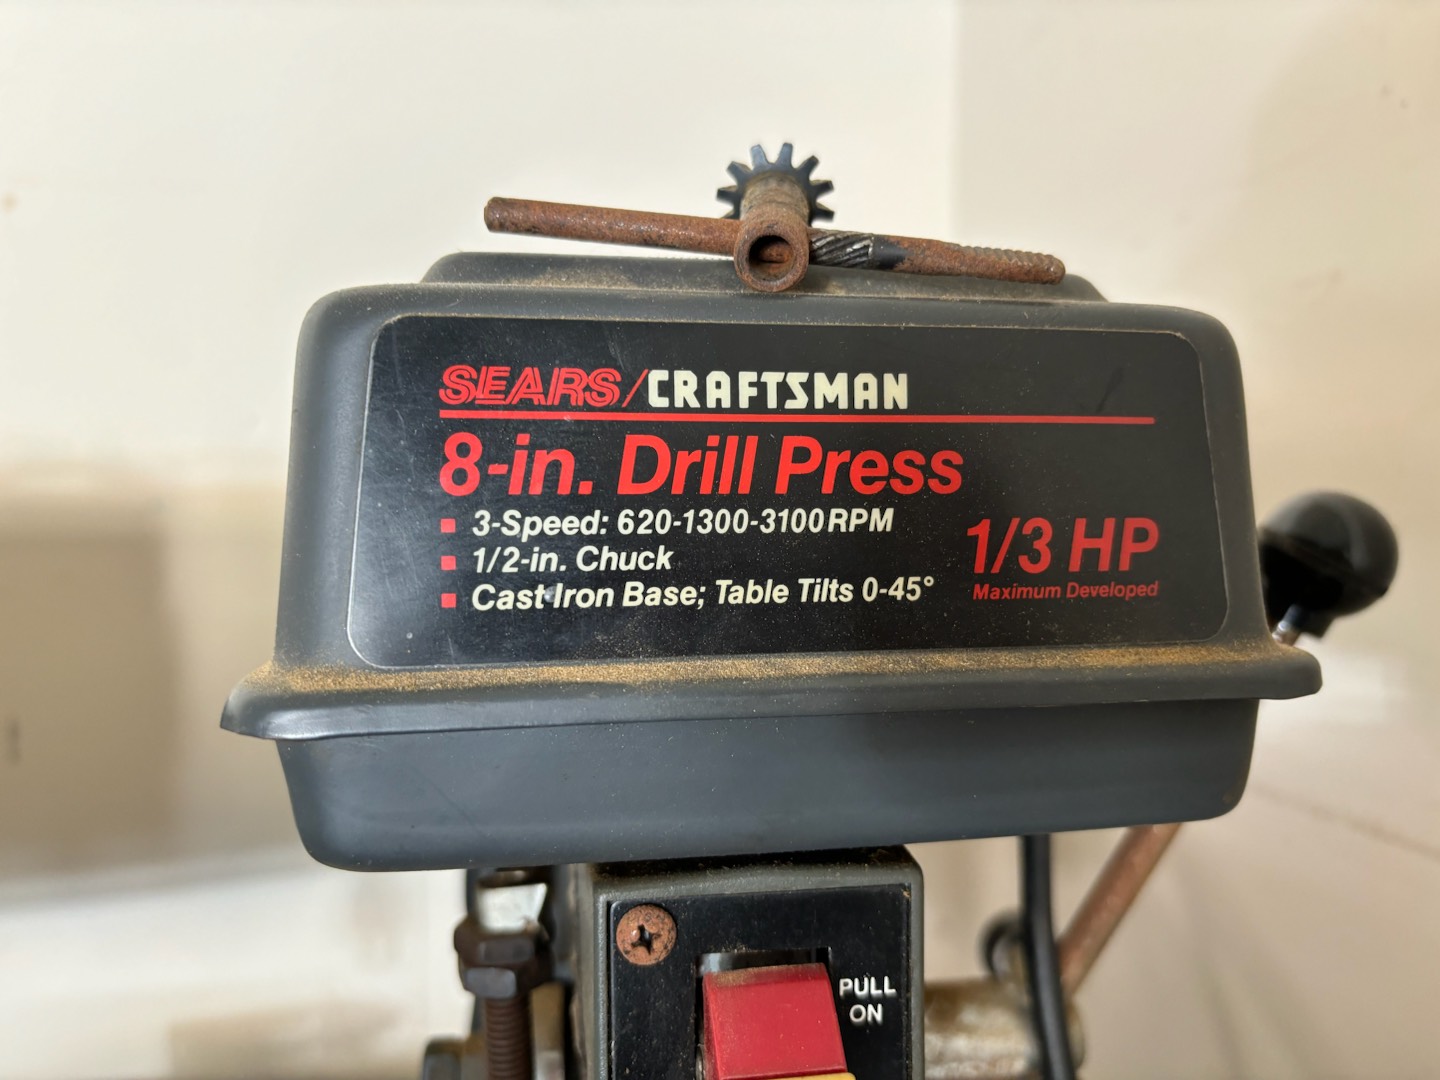 SEARS/CRAFTSMAN
8-in. Drill Press
3-Speed: 620-1300-3100RPM
1/2-in. Chuck
Cast Iron Base; Table Tilts 0-45°
1/3 HP
Maximum Developed
PULL
ON